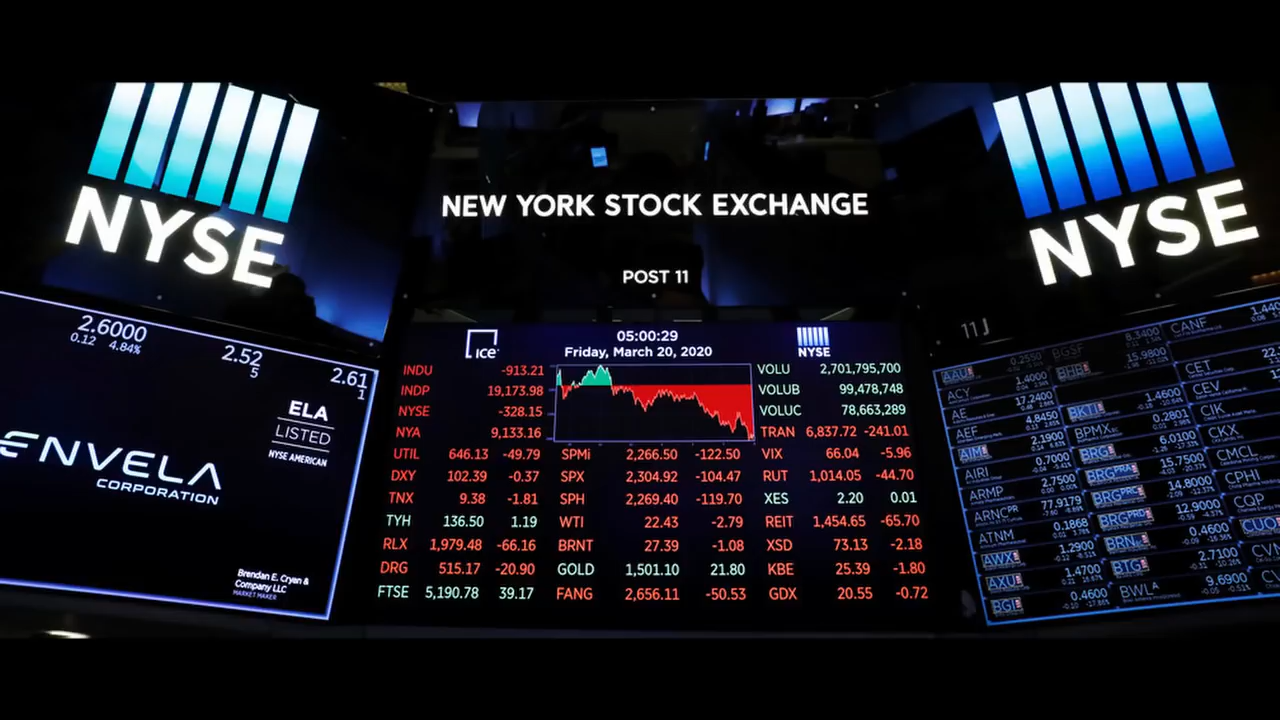 NYSE
NEW YORK STOCK EXCHANGE
POST 11
NYSE
2.6000
0.12 4.84%
2.52
5
2.61
1
ELA
LISTED
NYSE AMERICAN
ENVELA
CORPORATION
Brendan E. Cryan &
Company LLC
MARKET MAKER
ice
05:00:29
Friday, March 20, 2020
NYSE
INDU -913.21 VOLU 2,701,795,700
INDP 19,173.98 VOLUB 99,478,748
NYSE -328.15 VOLUC 78,663,289
NYA 9,133.16 TRAN 6,837.72 -241.01
UTIL 646.13 -49.79 SPMi 2,266.50 -122.50 VIX 66.04 -5.96
DXY 102.39 -0.37 SPX 2,304.92 -104.47 RUT 1,014.05 -44.70
TNX 9.38 -1.81 SPH 2,269.40 -119.70 XES 2.20 0.01
TYH 136.50 1.19 WTI 22.43 -2.79 REIT 1,454.65 -65.70
RLX 1,979.48 -66.16 BRNT 27.39 -1.08 XSD 73.13 -2.18
DRG 515.17 -20.90 GOLD 1,501.10 21.80 KBE 25.39 -1.80
FTSE 5,190.78 39.17 FANG 2,656.11 -50.53 GDX 20.55 -0.72
11 J
AAU 0.2550 BGSF 8.3400 CANF 1.440
ACY 1.4000 BHB 15.9800 CET
AE 17.2400 BKTI 1.4600 CEV
AEF 4.8450 BPMX 0.2801 CIK
AIM 2.1900 BRG 6.0100 CKX
AIRI 0.7000 BRGPRA 15.7500 CMCL
ARMP 2.7500 BRGPRC 14.8000 CPHI
ARNCPR 77.9179 BRGPRD 12.9000 CQP
ATNM 0.1868 BRN 0.4600 CUO
AWX 1.2900 BTG 2.7100
AXU 1.4700 BWLA 9.6900
BGI 0.4600